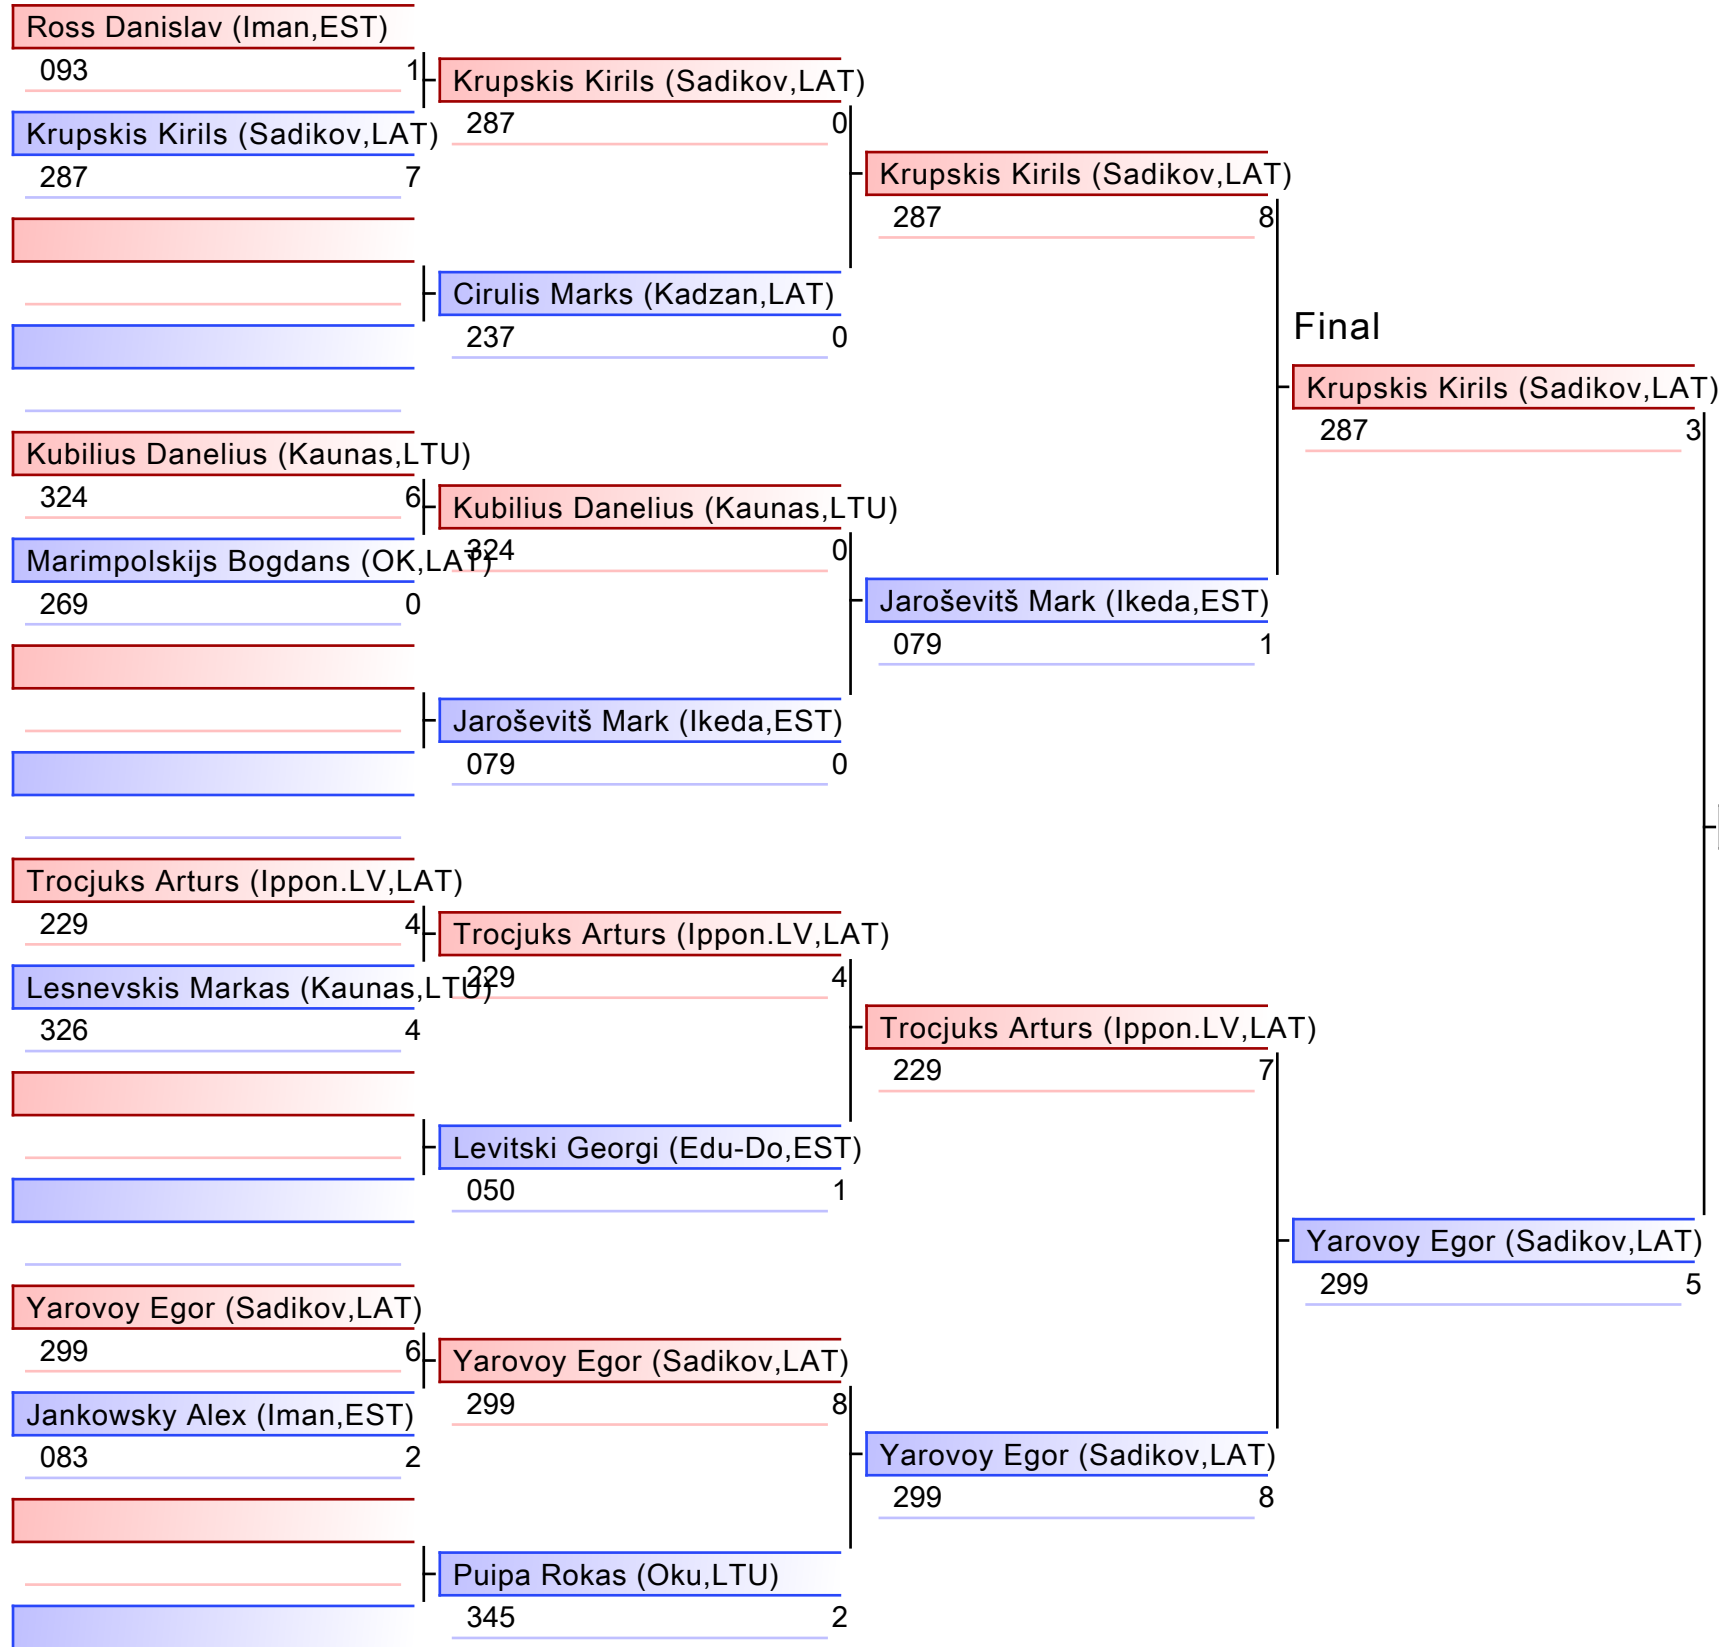 Ross Danislav (Iman,EST)
093 1
Krupskis Kirils (Sadikov,LAT)
287 7
Kubilius Danelius (Kaunas,LTU)
324 6
Marimpolskijs Bogdans (OK,LAT)
269 0
Trocjuks Arturs (Ippon.LV,LAT)
229 4
Lesnevskis Markas (Kaunas,LTU)
326 4
Yarovoy Egor (Sadikov,LAT)
299 6
Jankowsky Alex (Iman,EST)
083 2
Krupskis Kirils (Sadikov,LAT)
287 0
Cirulis Marks (Kadzan,LAT)
237 0
Kubilius Danelius (Kaunas,LTU)
324 0
Jaroševitš Mark (Ikeda,EST)
079 0
Trocjuks Arturs (Ippon.LV,LAT)
229 4
Levitski Georgi (Edu-Do,EST)
050 1
Yarovoy Egor (Sadikov,LAT)
299 8
Puipa Rokas (Oku,LTU)
345 2
Krupskis Kirils (Sadikov,LAT)
287 8
Jaroševitš Mark (Ikeda,EST)
079 1
Trocjuks Arturs (Ippon.LV,LAT)
229 7
Yarovoy Egor (Sadikov,LAT)
299 8
Final
Krupskis Kirils (Sadikov,LAT)
287 3
Yarovoy Egor (Sadikov,LAT)
299 5